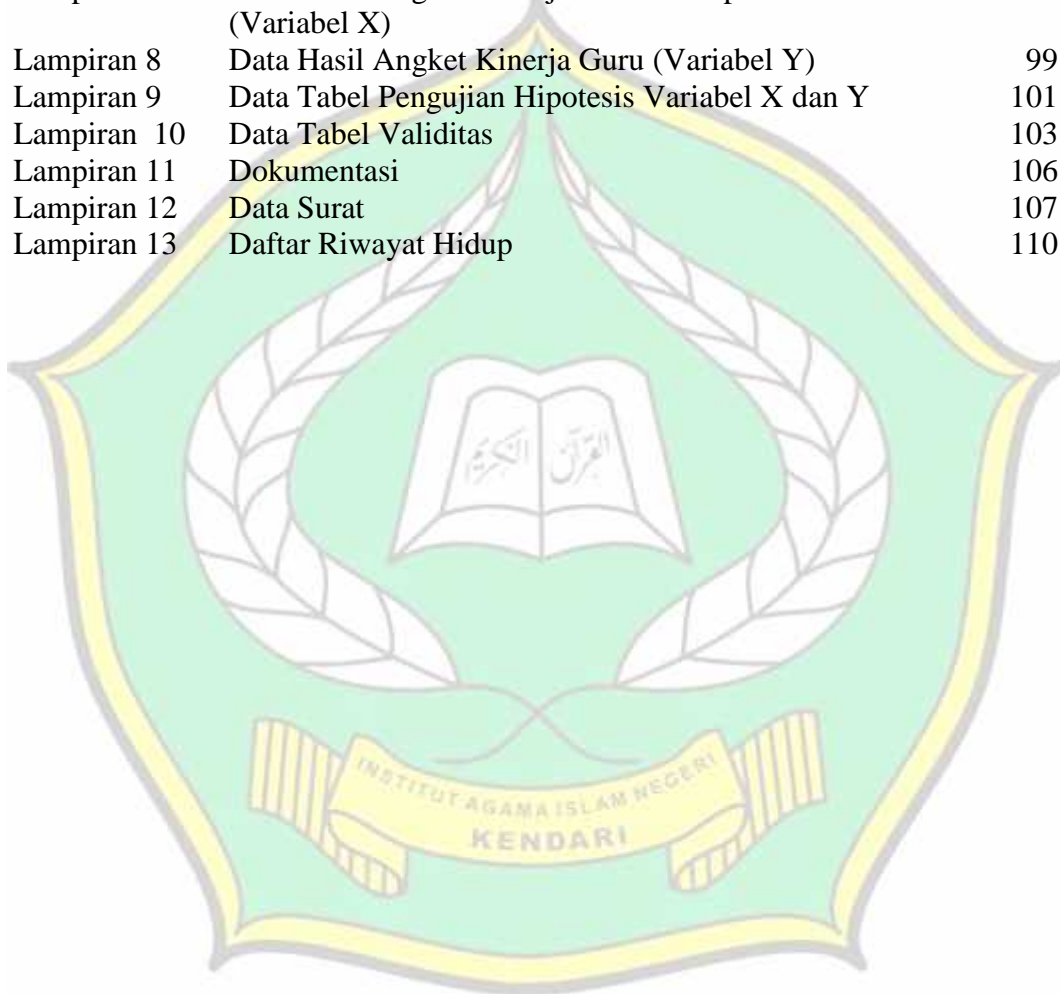 (Variabel X)
Lampiran 8 Data Hasil Angket Kinerja Guru (Variabel Y) 99
Lampiran 9 Data Tabel Pengujian Hipotesis Variabel X dan Y 101
Lampiran 10 Data Tabel Validitas 103
Lampiran 11 Dokumentasi 106
Lampiran 12 Data Surat 107
Lampiran 13 Daftar Riwayat Hidup 110
القرآن الكريم
INSTITUT AGAMA ISLAM NEGERI
KENDARI